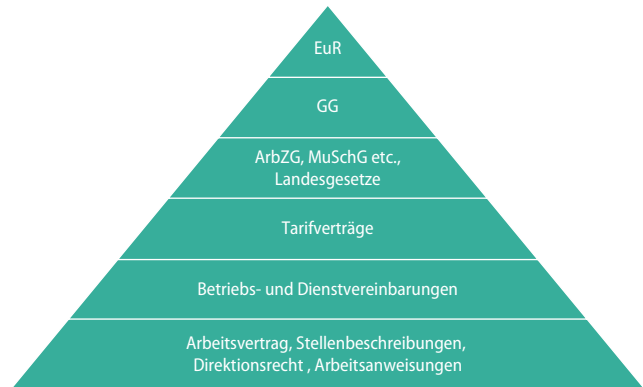 EuR
GG
ArbZG, MuSchG etc.,
Landesgesetze
Tarifverträge
Betriebs- und Dienstvereinbarungen
Arbeitsvertrag, Stellenbeschreibungen,
Direktionsrecht , Arbeitsanweisungen